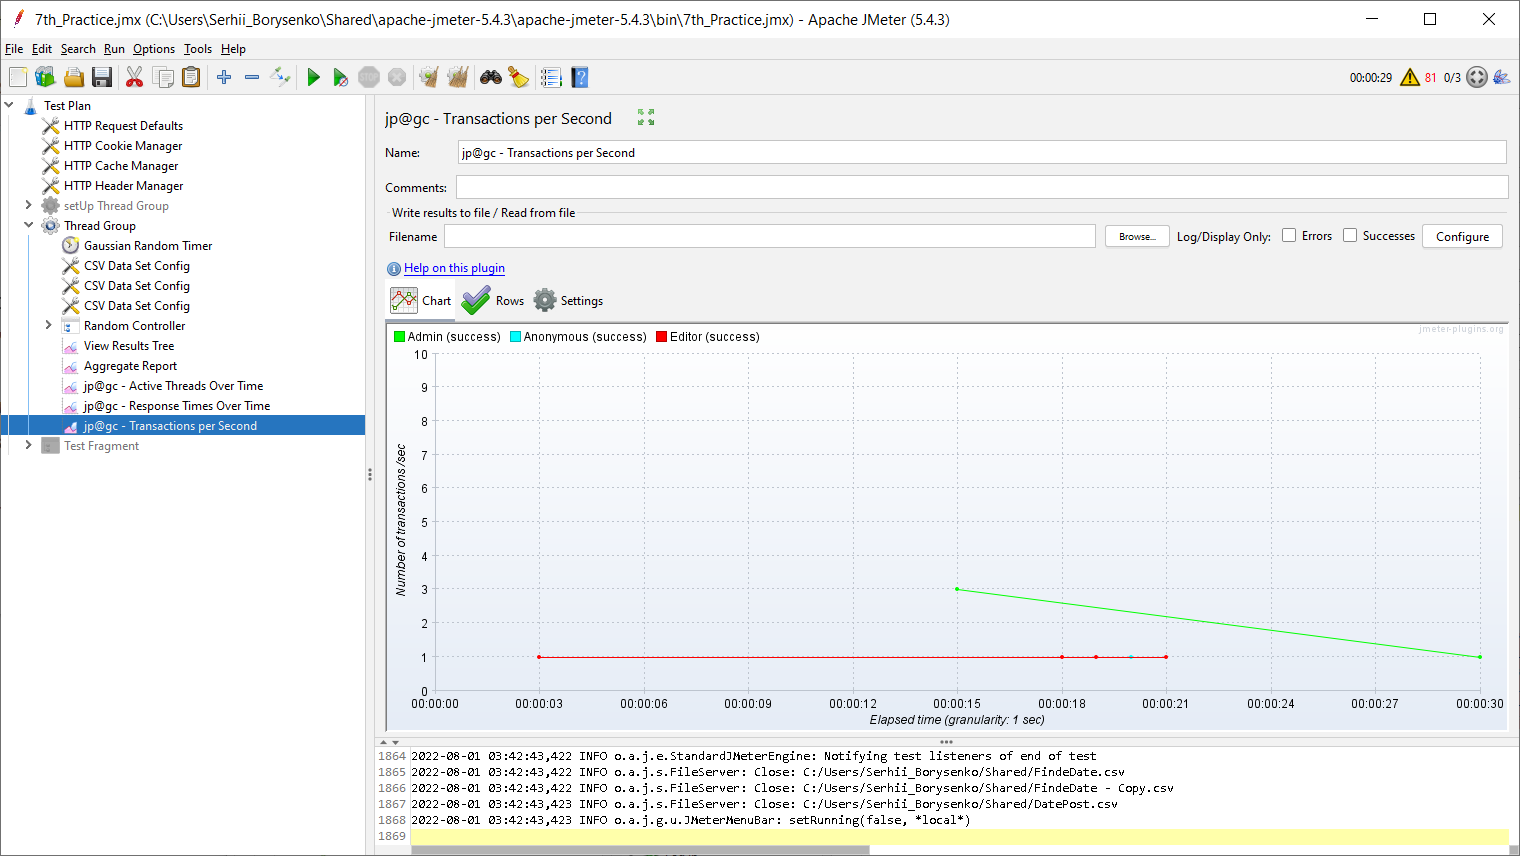 7th_Practice.jmx (C:\Users\Serhii_Borysenko\Shared\apache-jmeter-5.4.3\apache-jmeter-5.4.3\bin\7th_Practice.jmx) - Apache JMeter (5.4.3)
File Edit Search Run Options Tools Help
STOP
00:00:29 81 0/3
Test Plan
HTTP Request Defaults
HTTP Cookie Manager
HTTP Cache Manager
HTTP Header Manager
setUp Thread Group
Thread Group
Gaussian Random Timer
CSV Data Set Config
CSV Data Set Config
CSV Data Set Config
Random Controller
View Results Tree
Aggregate Report
jp@gc - Active Threads Over Time
jp@gc - Response Times Over Time
jp@gc - Transactions per Second
Test Fragment
jp@gc - Transactions per Second
Name: jp@gc - Transactions per Second
Comments:
Write results to file / Read from file
Filename Browse... Log/Display Only: Errors Successes Configure
Help on this plugin
Chart Rows Settings
jmeter-plugins.org
Admin (success) Anonymous (success) Editor (success)
10
9
8
7
6
5
4
3
2
1
0
Number of transactions /sec
00:00:00 00:00:03 00:00:06 00:00:09 00:00:12 00:00:15 00:00:18 00:00:21 00:00:24 00:00:27 00:00:30
Elapsed time (granularity: 1 sec)
1864 2022-08-01 03:42:43,422 INFO o.a.j.e.StandardJMeterEngine: Notifying test listeners of end of test
1865 2022-08-01 03:42:43,422 INFO o.a.j.s.FileServer: Close: C:/Users/Serhii_Borysenko/Shared/FindeDate.csv
1866 2022-08-01 03:42:43,422 INFO o.a.j.s.FileServer: Close: C:/Users/Serhii_Borysenko/Shared/FindeDate - Copy.csv
1867 2022-08-01 03:42:43,423 INFO o.a.j.s.FileServer: Close: C:/Users/Serhii_Borysenko/Shared/DatePost.csv
1868 2022-08-01 03:42:43,423 INFO o.a.j.g.u.JMeterMenuBar: setRunning(false, *local*)
1869